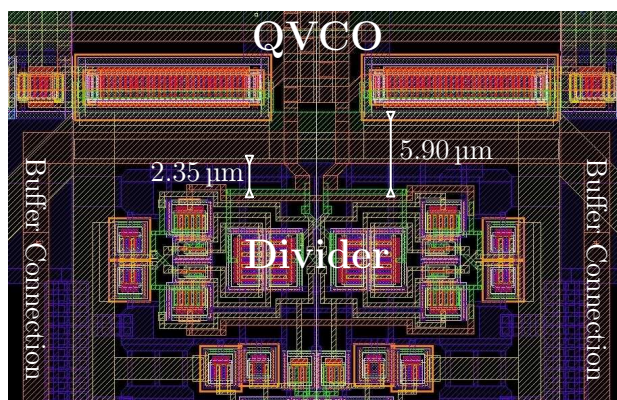 QVCO
2.35 µm
5.90 µm
Buffer Connection
Divider
Buffer Connection